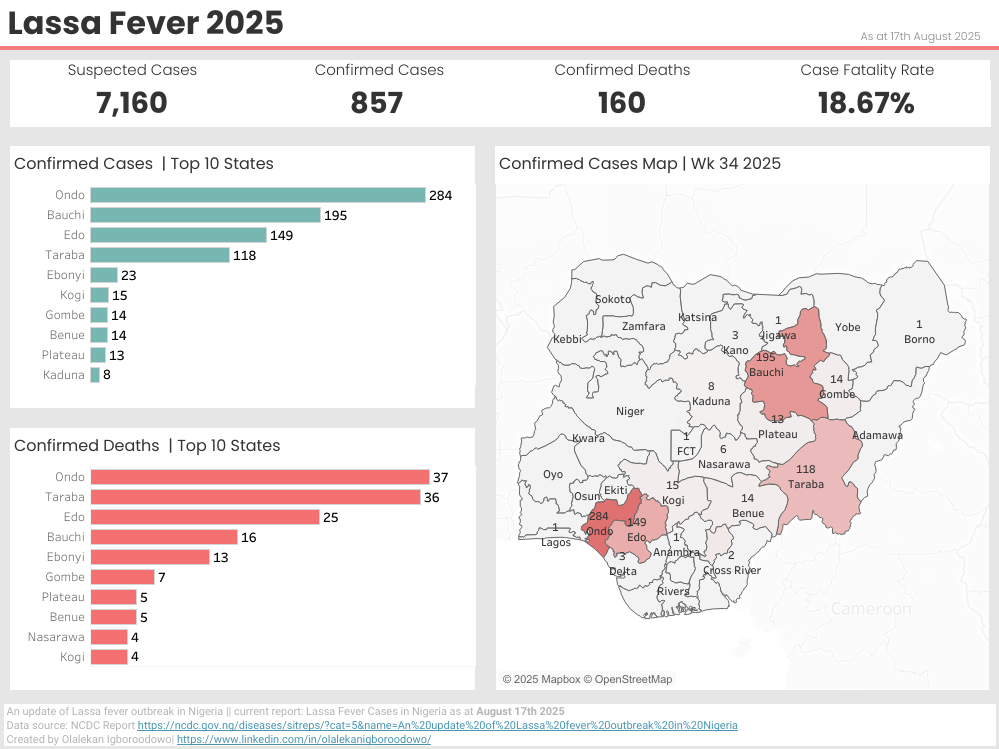 Lassa Fever 2025
As at 17th August 2025
Suspected Cases
Confirmed Cases
Confirmed Deaths
Case Fatality Rate
7,160
857
160
18.67%
Confirmed Cases | Top 10 States
Ondo 284
Bauchi 195
Edo 149
Taraba 118
Ebonyi 23
Kogi 15
Gombe 14
Benue 14
Plateau 13
Kaduna 8
Confirmed Deaths | Top 10 States
Ondo 37
Taraba 36
Edo 25
Bauchi 16
Ebonyi 13
Gombe 7
Plateau 5
Benue 5
Nasarawa 4
Kogi 4
Confirmed Cases Map | Wk 34 2025
Sokoto
Zamfara
Katsina
Kebbi
3
Kano
1
Jigawa
Yobe
1
Borno
195
Bauchi
14
Gombe
8
Kaduna
Niger
13
Plateau
Adamawa
Kwara
1
FCT
6
Nasarawa
118
Taraba
Oyo
Osun
Ekiti
15
Kogi
14
Benue
284
Ondo
149
Edo
1
Lagos
1
Anambra
3
Delta
2
Cross River
Rivers
Cameroon
© 2025 Mapbox © OpenStreetMap
An update of Lassa fever outbreak in Nigeria || current report: Lassa Fever Cases in Nigeria as at August 17th 2025
Data source: NCDC Report https://ncdc.gov.ng/diseases/sitreps/?cat=5&name=An%20update%20of%20Lassa%20fever%20outbreak%20in%20Nigeria
Created by Olalekan Igboroodowo| https://www.linkedin.com/in/olalekanigboroodowo/